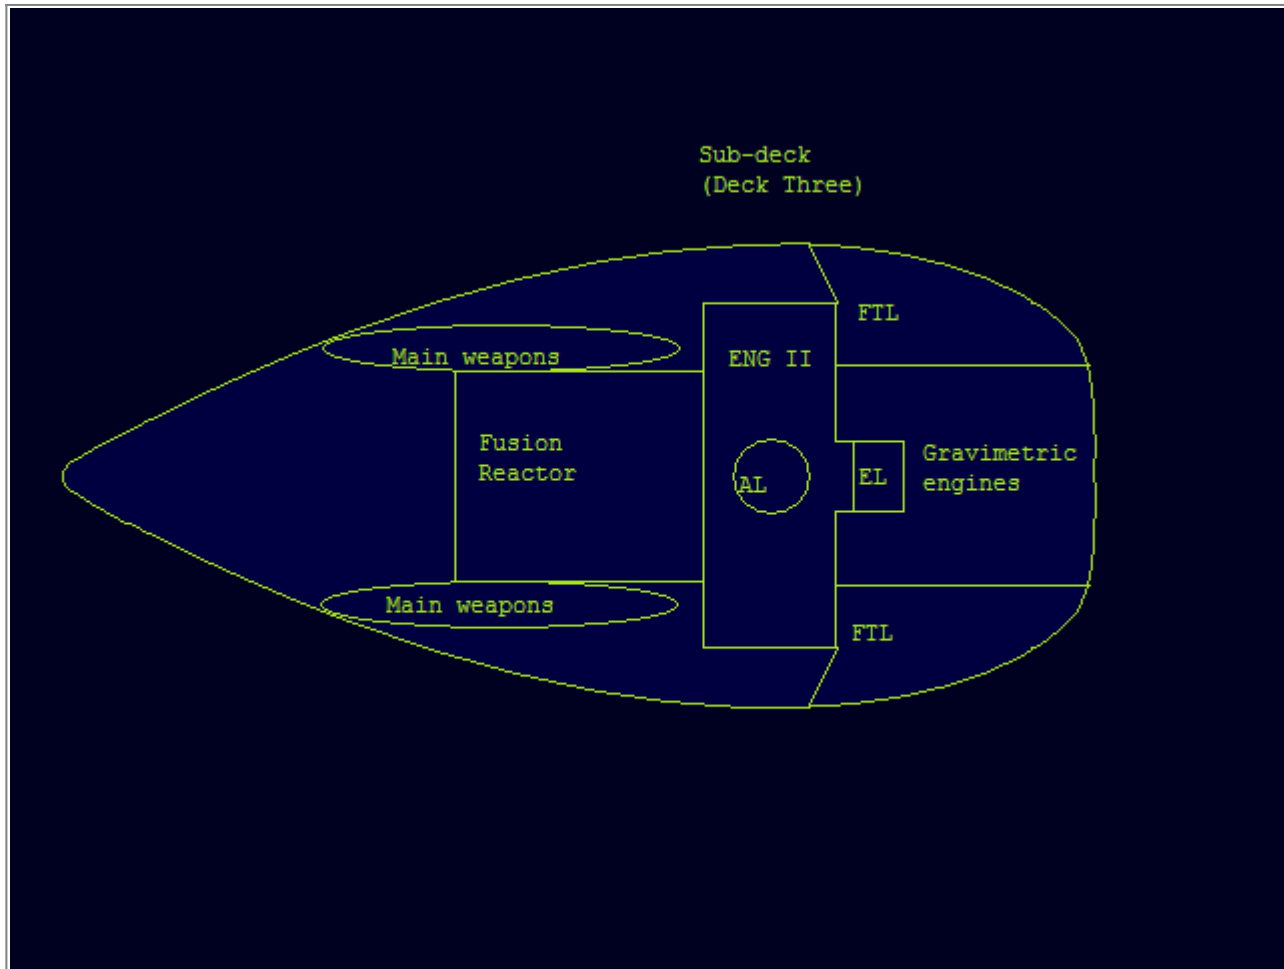 Sub-deck
(Deck Three)
FTL
Main weapons
ENG II
Fusion
Reactor
AL
EL
Gravimetric
engines
Main weapons
FTL